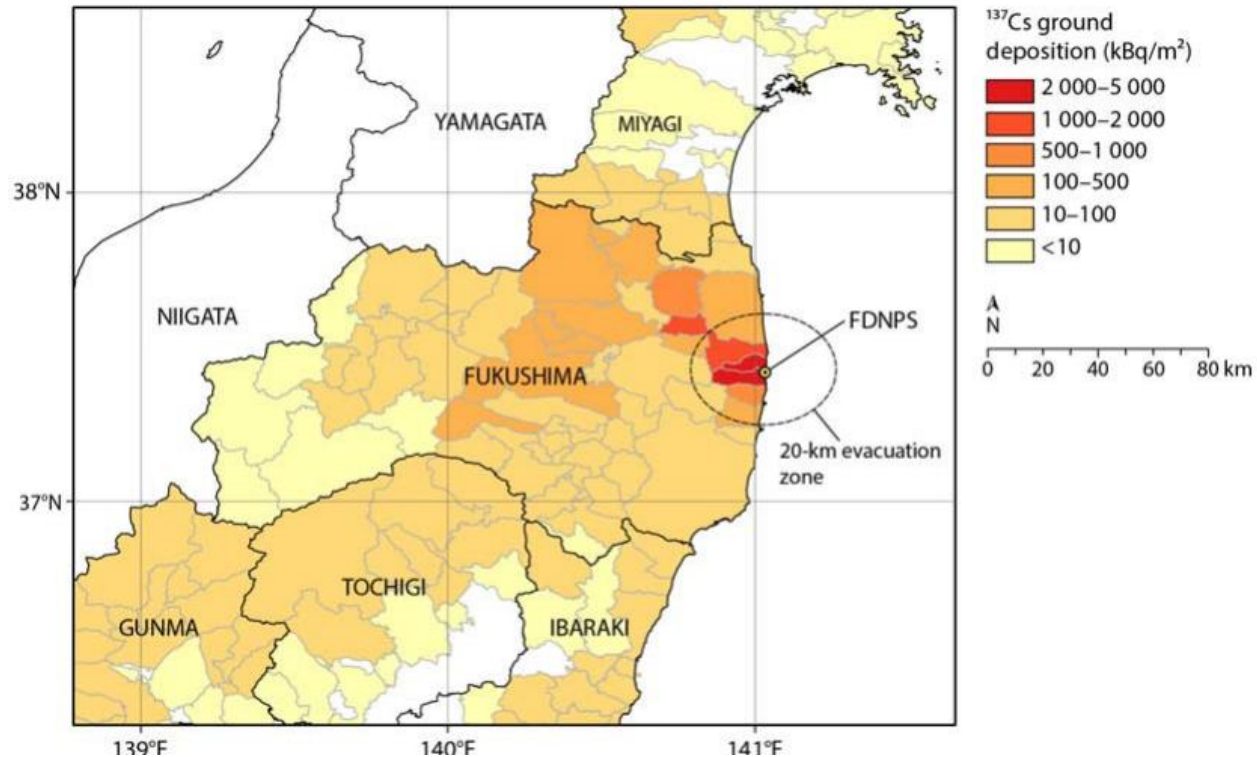 ¹³⁷Cs ground
deposition (kBq/m²)
2 000–5 000
1 000–2 000
500–1 000
100–500
10–100
<10
A
N
0 20 40 60 80 km
YAMAGATA
MIYAGI
38°N
NIIGATA
FDNPS
FUKUSHIMA
20-km evacuation
zone
37°N
TOCHIGI
GUNMA
IBARAKI
139°E 140°E 141°E